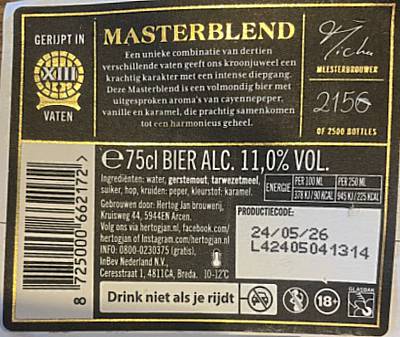 GERIJPT IN
XIII
VATEN
MASTERBLEND
Een unieke combinatie van dertien
verschillende vaten geeft ons kroonjuweel een
krachtig karakter met een intense diepgang.
Deze Masterblend is een volmondig bier met
uitgesproken aroma's van cayennepeper,
vanille en karamel, die prachtig samenkomen
tot een harmonieus geheel.
MEESTERBROUWER
2156
OF 2500 BOTTLES
℮75cl BIER ALC. 11,0% VOL.
Ingrediënten: water, gerstemout, tarwemoutmeel,
suiker, hop, kruiden: peper, kleurstof: karamel.
Gebrouwen door: Hertog Jan brouwerij,
Kruisweg 44, 5944EN Arcen.
Volg ons via hertogjan.nl, facebook.com/
hertogjan of Instagram.com/hertogjan.
INFO: 0800-0230375 (gratis),
InBev Nederland N.V.,
Ceresstraat 1, 4811CA, Breda.
10-12°C
ENERGIE
PER 100 ML
378 KJ/90 KCAL
PER 250 ML
945 KJ/225 KCAL
PRODUCTIECODE:
24/05/26
L42405041314
Drink niet als je rijdt
18+
GLASBAK
8 725000 662172 >